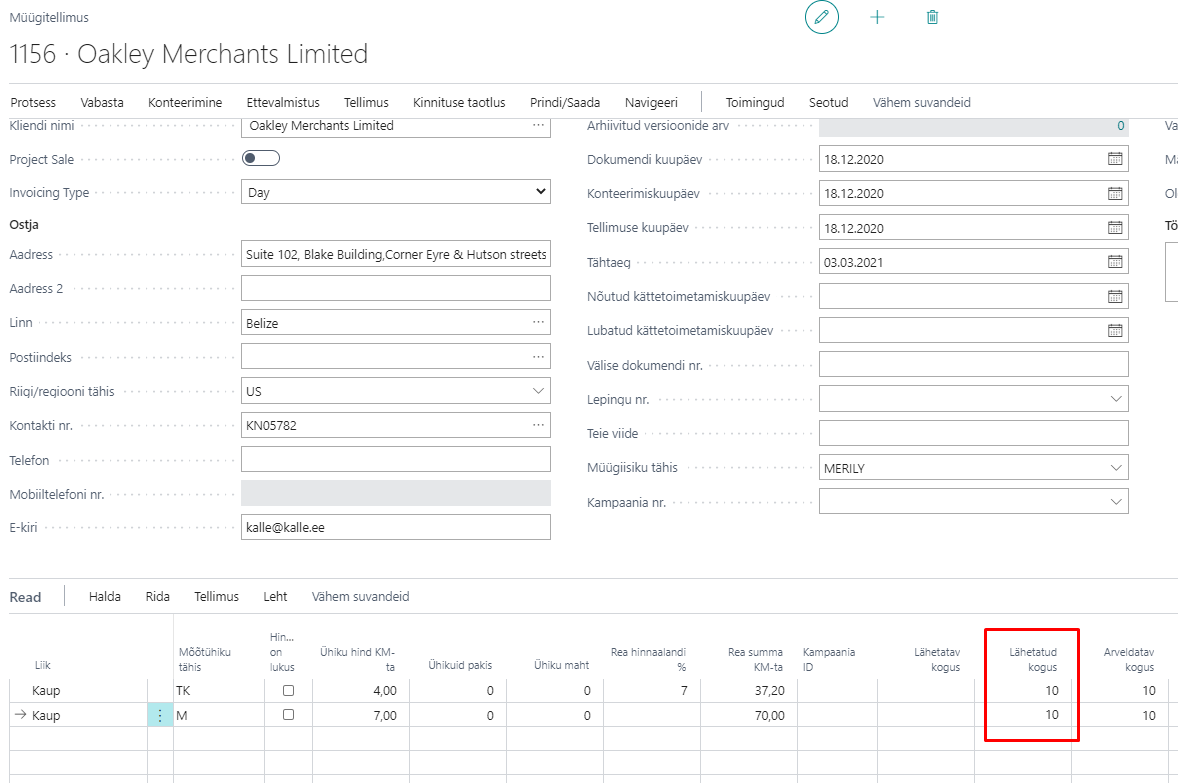 Müügitellimus
1156 · Oakley Merchants Limited
Protsess Vabasta Konteerimine Ettevalmistus Tellimus Kinnituse taotlus Prindi/Saada Navigeeri Toimingud Seotud Vähem suvandeid
Kliendi nimi Oakley Merchants Limited
Project Sale
Invoicing Type Day
Ostja
Aadress Suite 102, Blake Building,Corner Eyre & Hutson streets
Aadress 2
Linn Belize
Postiindeks
Riigi/regiooni tähis US
Kontakti nr. KN05782
Telefon
Mobiiltelefoni nr.
E-kiri kalle@kalle.ee
Arhiivitud versioonide arv 0
Dokumendi kuupäev 18.12.2020
Konteerimiskuupäev 18.12.2020
Tellimuse kuupäev 18.12.2020
Tähtaeg 03.03.2021
Nõutud kättetoimetamiskuupäev
Lubatud kättetoimetamiskuupäev
Välise dokumendi nr.
Lepingu nr.
Teie viide
Müügiisiku tähis MERILY
Kampaania nr.
Va
Ol
Tö
Read Halda Rida Tellimus Leht Vähem suvandeid
Liik
Mõõtühiku
tähis
Hin...
on
lukus
Ühiku hind KM-
ta
Ühikuid pakis
Ühiku maht
Rea hinnaalandi
%
Rea summa
KM-ta
Kampaania
ID
Lähetatav
kogus
Lähetatud
kogus
Arveldatav
kogus
Kaup TK 4,00 0 0 7 37,20 10 10
Kaup M 7,00 0 0 70,00 10 10